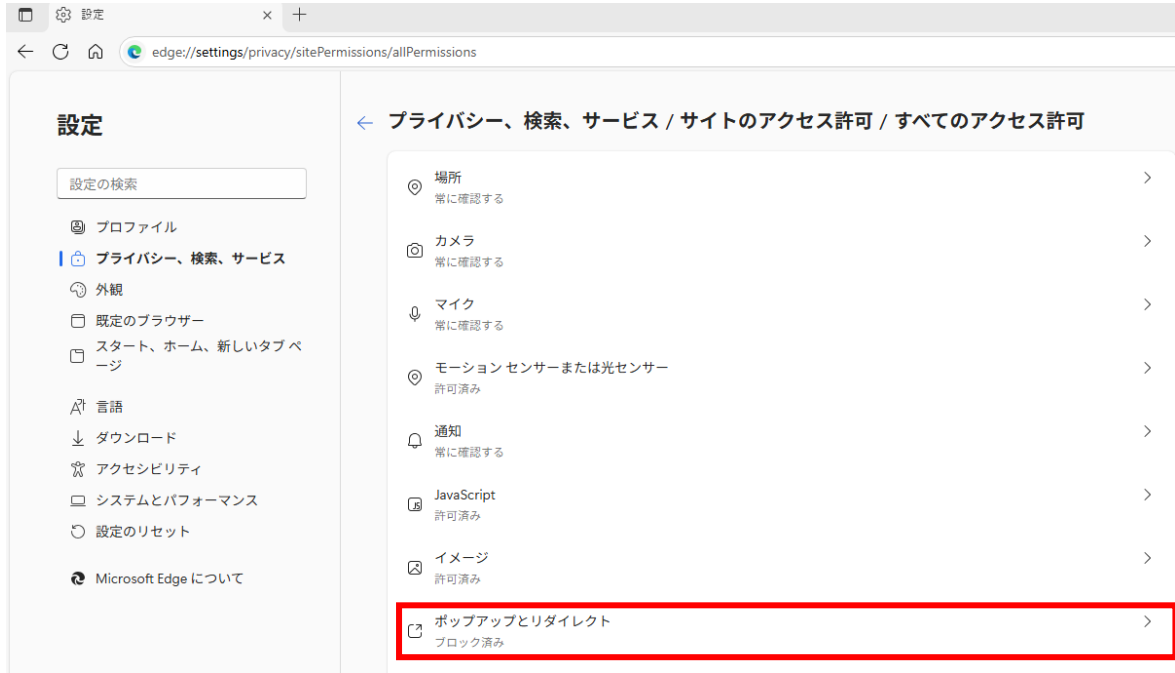 設定
edge://settings/privacy/sitePermissions/allPermissions
設定
設定の検索
プロファイル
プライバシー、検索、サービス
外観
既定のブラウザー
スタート、ホーム、新しいタブ ペ
ージ
言語
ダウンロード
アクセシビリティ
システムとパフォーマンス
設定のリセット
Microsoft Edge について
プライバシー、検索、サービス / サイトのアクセス許可 / すべてのアクセス許可
場所
常に確認する
カメラ
常に確認する
マイク
常に確認する
モーション センサーまたは光センサー
許可済み
通知
常に確認する
JavaScript
許可済み
イメージ
許可済み
ポップアップとリダイレクト
ブロック済み